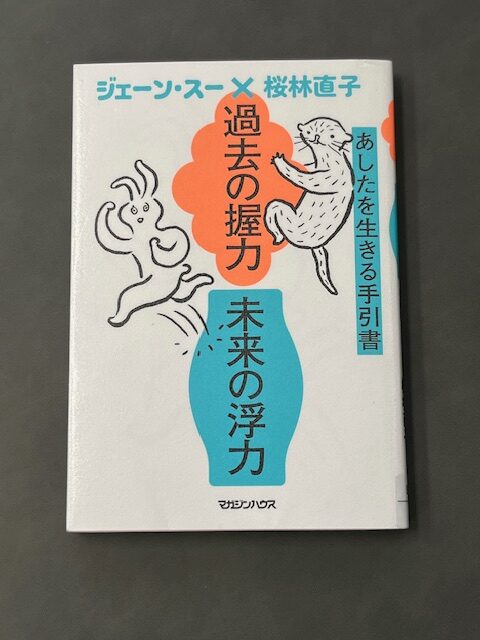 ジェーン・スー×桜林直子
過去の握力
未来の浮力
あしたを生きる手引書
マガジンハウス